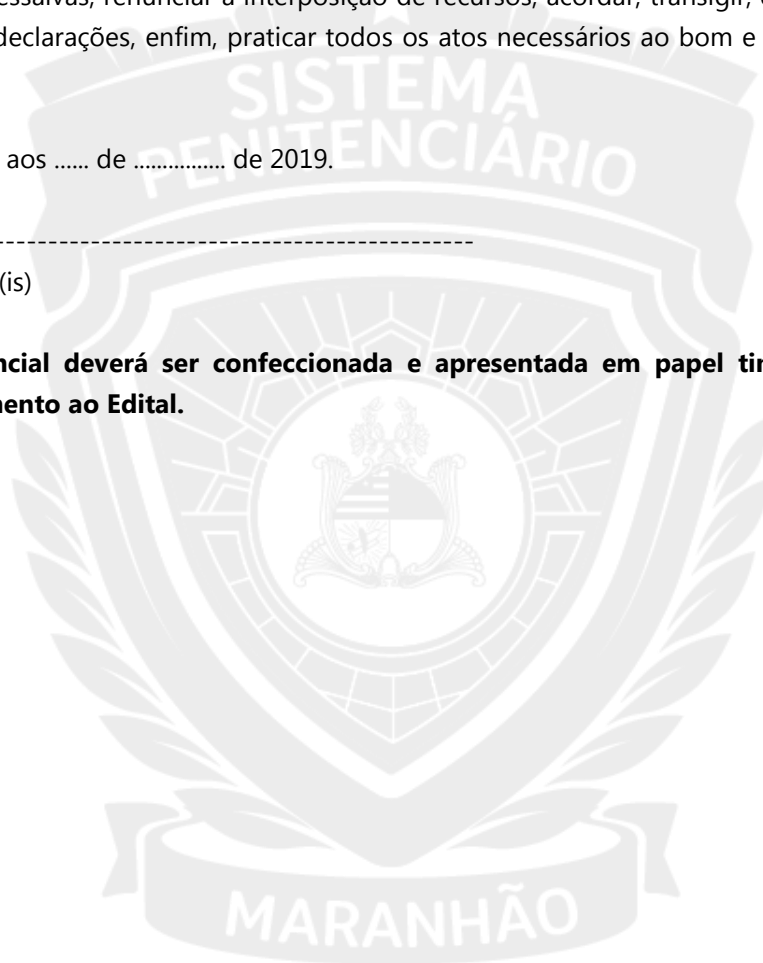 ressalvas, renunciar a interposição de recursos, acordar, transigir,
declarações, enfim, praticar todos os atos necessários ao bom e
SISTEMA
PENITENCIÁRIO
aos ...... de ............... de 2019.
--------------------------------------------
(is)
ncial deverá ser confeccionada e apresentada em papel
mento ao Edital.
MARANHÃO